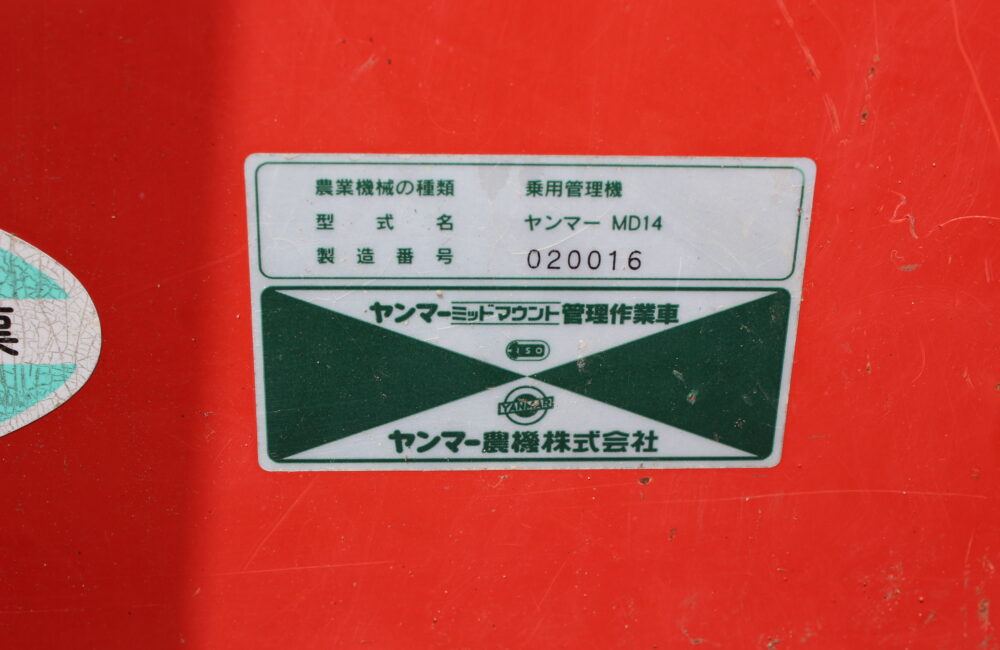 農業機械の種類 乗用管理機
型式名 ヤンマー MD14
製造番号 020016
ヤンマーミッドマウント管理作業車
ISO
YANMAR
ヤンマー農機株式会社